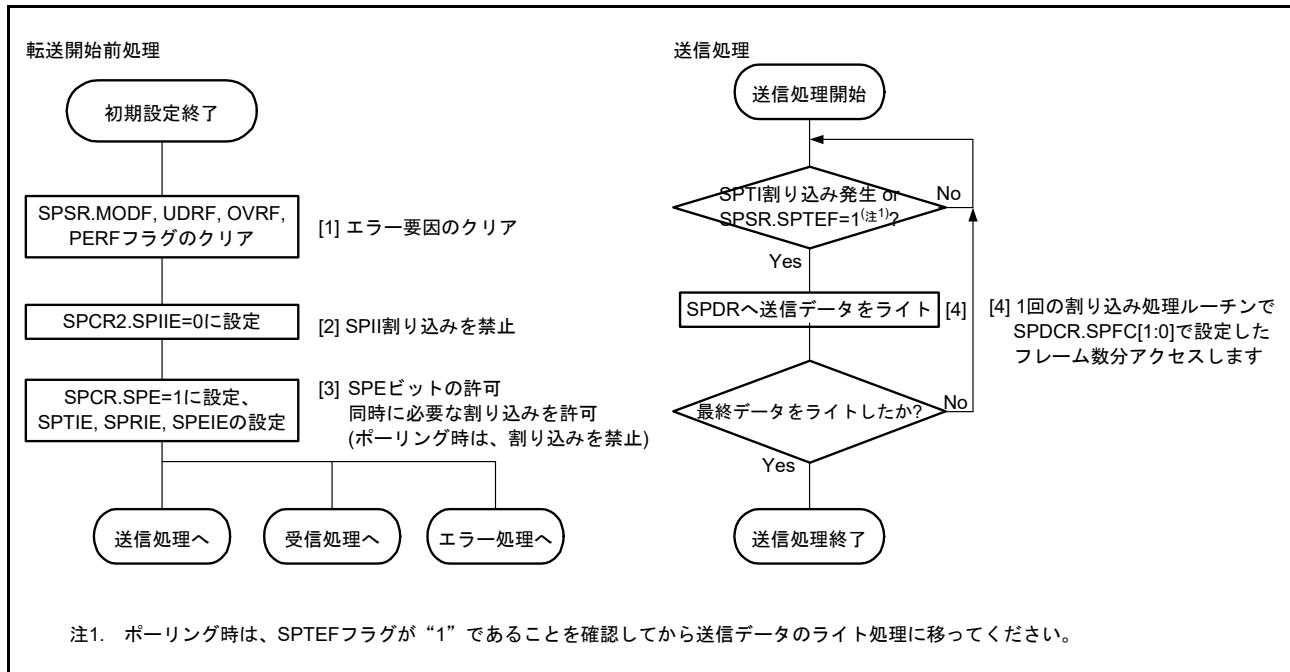 転送開始前処理
初期設定終了
SPSR.MODF, UDRF, OVRF,
PERFフラグのクリア
[1] エラー要因のクリア
SPCR2.SPIIE=0に設定
[2] SPII割り込みを禁止
SPCR.SPE=1に設定、
SPTIE, SPRIE, SPEIEの設定
[3] SPEビットの許可
同時に必要な割り込みを許可
(ポーリング時は、割り込みを禁止)
送信処理へ
受信処理へ
エラー処理へ
送信処理
送信処理開始
SPTI割り込み発生 or
SPSR.SPTEF=1(注1)?
No
Yes
SPDRへ送信データをライト
[4]
[4] 1回の割り込み処理ルーチンで
SPDCR.SPFC[1:0]で設定した
フレーム数分アクセスします
最終データをライトしたか?
No
Yes
送信処理終了
注1. ポーリング時は、SPTEFフラグが“1”であることを確認してから送信データのライト処理に移ってください。